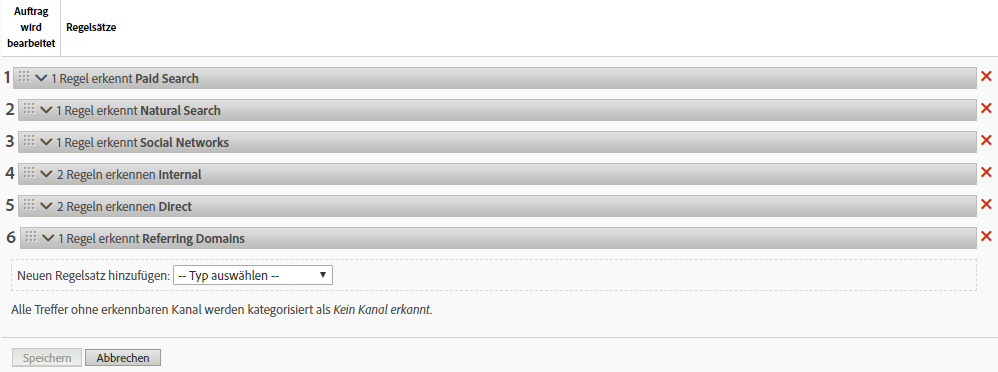 Auftrag
wird
bearbeitet
Regelsätze
1 1 Regel erkennt Paid Search
2 1 Regel erkennt Natural Search
3 1 Regel erkennt Social Networks
4 2 Regeln erkennen Internal
5 2 Regeln erkennen Direct
6 1 Regel erkennt Referring Domains
Neuen Regelsatz hinzufügen: -- Typ auswählen --
Alle Treffer ohne erkennbaren Kanal werden kategorisiert als Kein Kanal erkannt.
Speichern Abbrechen